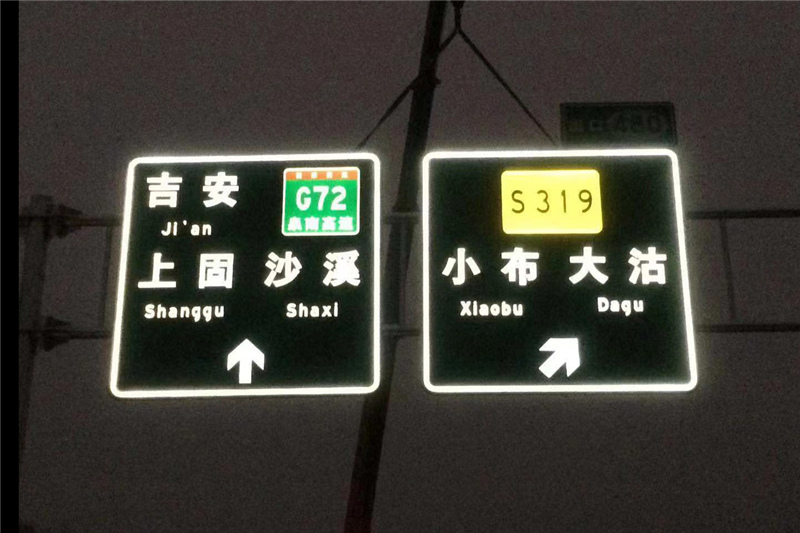 吉安
Ji'an
G72
泉南高速
上固 沙溪
Shanggu Shaxi
S319
小布 大沽
Xiaobu Dagu